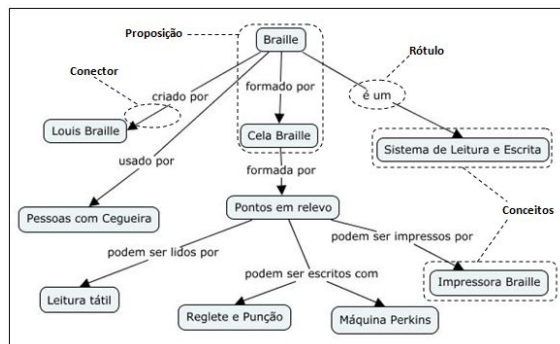 Proposição
Braille
Rótulo
Conector
criado por
formado por
é um
Louis Braille
Cela Braille
Sistema de Leitura e Escrita
usado por
formada por
Pessoas com Cegueira
Pontos em relevo
Conceitos
podem ser lidos por
podem ser impressos por
podem ser escritos com
Leitura tátil
Impressora Braille
Reglete e Punção
Máquina Perkins